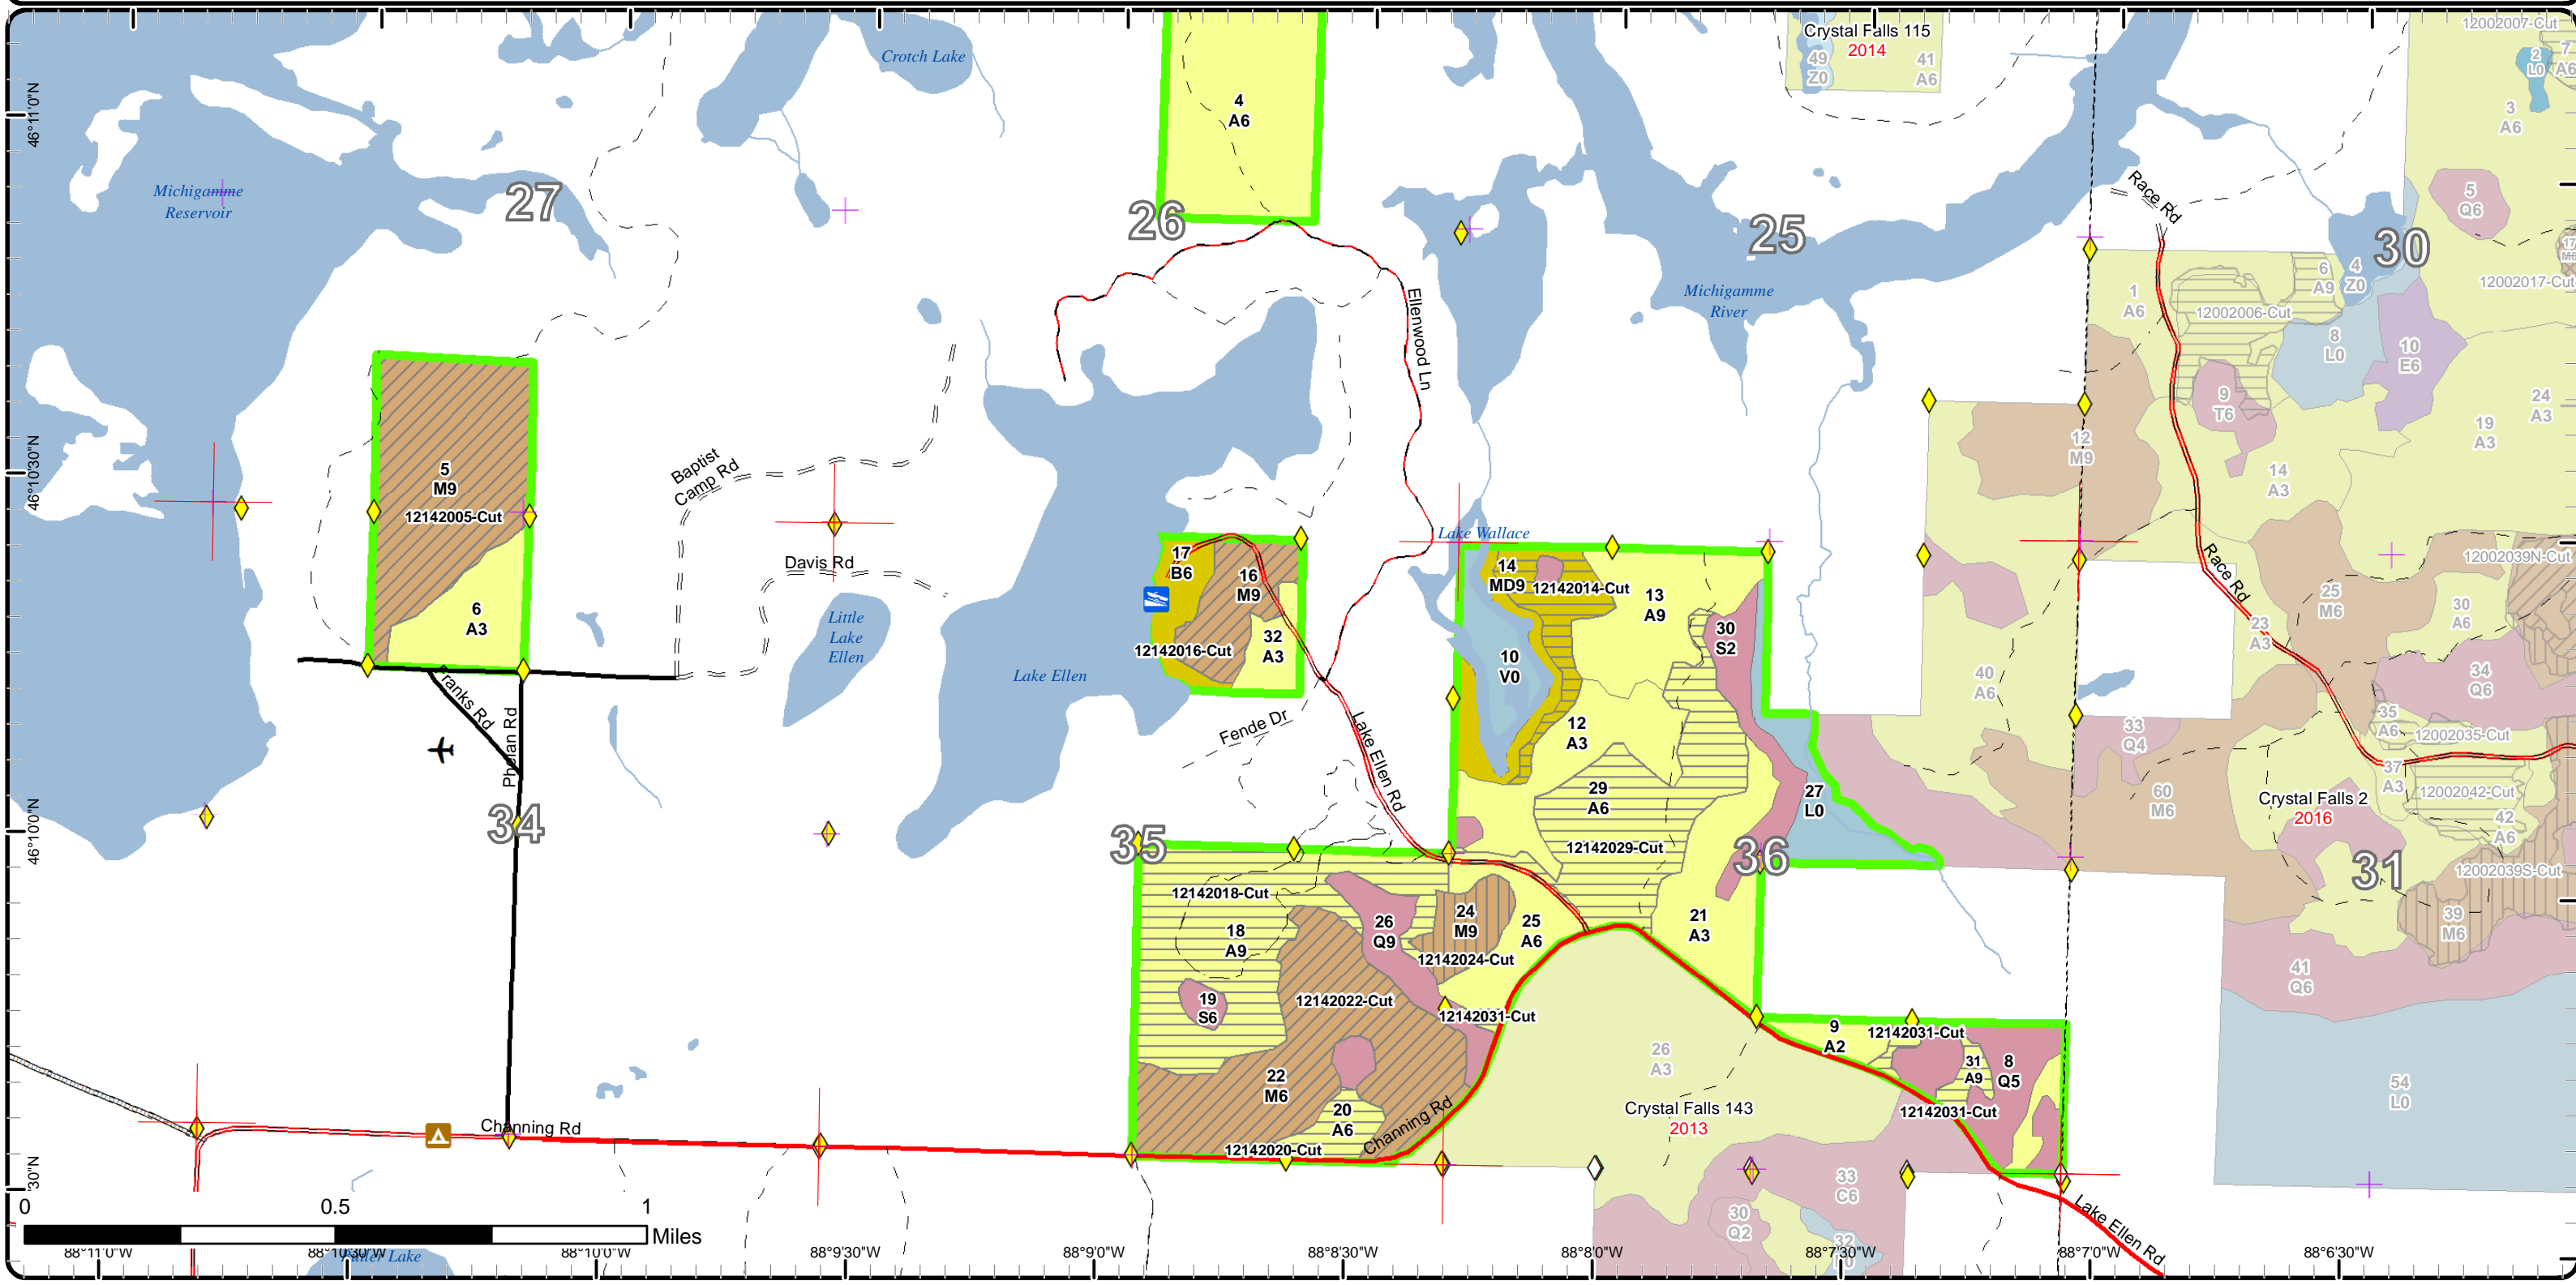 Crystal Falls 115
2014
49
Z0
41
A6
12002007-Cut
7
A6
2
L0
3
A6
Crotch Lake
4
A6
46°11'0"N
Michigamme
Reservoir
27
26
25
30
Race Rd
5
Q6
Michigamme
River
Ellenwood Ln
1
A6
6
A9
4
Z0
12002006-Cut
12002017-Cut
8
L0
10
E6
9
T6
24
A3
19
A3
12
M9
14
A3
46°10'30"N
5
M9
12142005-Cut
6
A3
Baptist
Camp Rd
Davis Rd
Little
Lake
Ellen
Lake Ellen
Lake Wallace
17
B6
16
M9
12142016-Cut
32
A3
14
MD9
12142014-Cut
13
A9
30
S2
10
V0
12
A3
29
A6
12142029-Cut
27
L0
Race Rd
12002039N-Cut
25
M6
30
A6
23
A3
34
Q6
40
A6
33
Q4
35
A6
12002035-Cut
37
A3
60
M6
12002042-Cut
42
A6
Crystal Falls 2
2016
Franks Rd
Phelan Rd
Fende Dr
Lake Ellen Rd
46°10'0"N
34
35
36
31
12002039S-Cut
39
M6
41
Q6
12142018-Cut
18
A9
26
Q9
24
M9
12142024-Cut
25
A6
21
A3
19
S6
12142022-Cut
12142031-Cut
9
A2
12142031-Cut
31
A9
8
Q5
12142031-Cut
22
M6
20
A6
12142020-Cut
Channing Rd
Channing Rd
26
A3
Crystal Falls 143
2013
54
L0
33
C6
30
Q2
32
Lake Ellen Rd
30"N
0
0.5
1
Miles
88°11'0"W
88°10'30"W
88°10'0"W
88°9'30"W
88°9'0"W
88°8'30"W
88°8'0"W
88°7'30"W
88°7'0"W
88°6'30"W
Lake